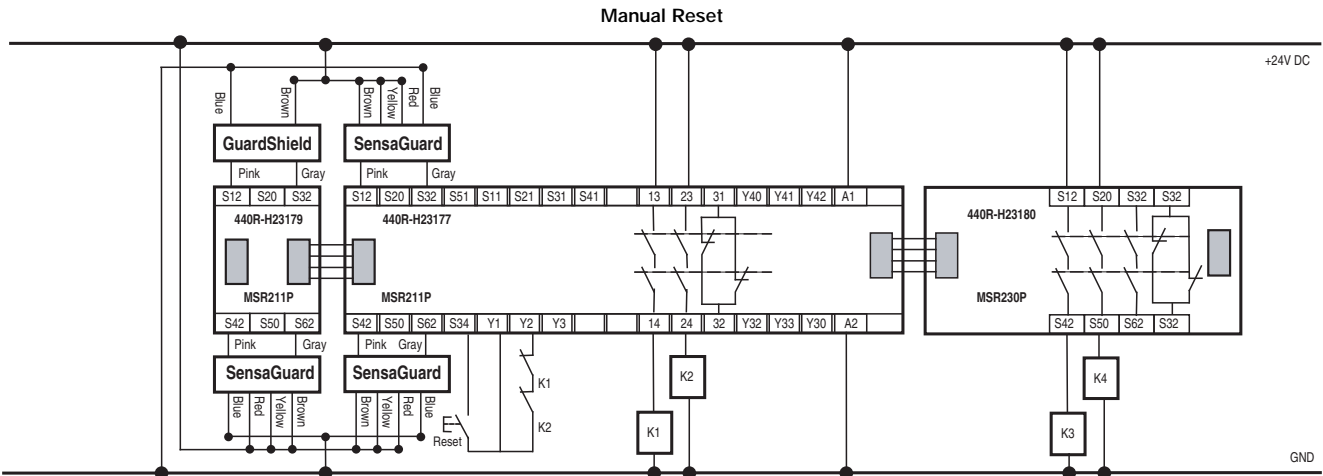 Manual Reset
+24V DC
Blue
Brown
Brown
Yellow
Red
Blue
GuardShield
SensaGuard
Pink Gray
Pink Gray
S12 S20 S32
S12 S20 S32 S51 S11 S21 S31 S41 13 23 31 Y40 Y41 Y42 A1
S12 S20 S32 S32
440R-H23179
440R-H23177
440R-H23180
MSR211P
MSR211P
MSR230P
S42 S50 S62
S42 S50 S62 S34 Y1 Y2 Y3 14 24 32 Y32 Y33 Y30 A2
S42 S50 S62 S32
Pink Gray
Pink Gray
SensaGuard
SensaGuard
Blue
Red
Yellow
Brown
Brown
Yellow
Red
Blue
Reset
K1
K2
K1
K2
K3
K4
GND